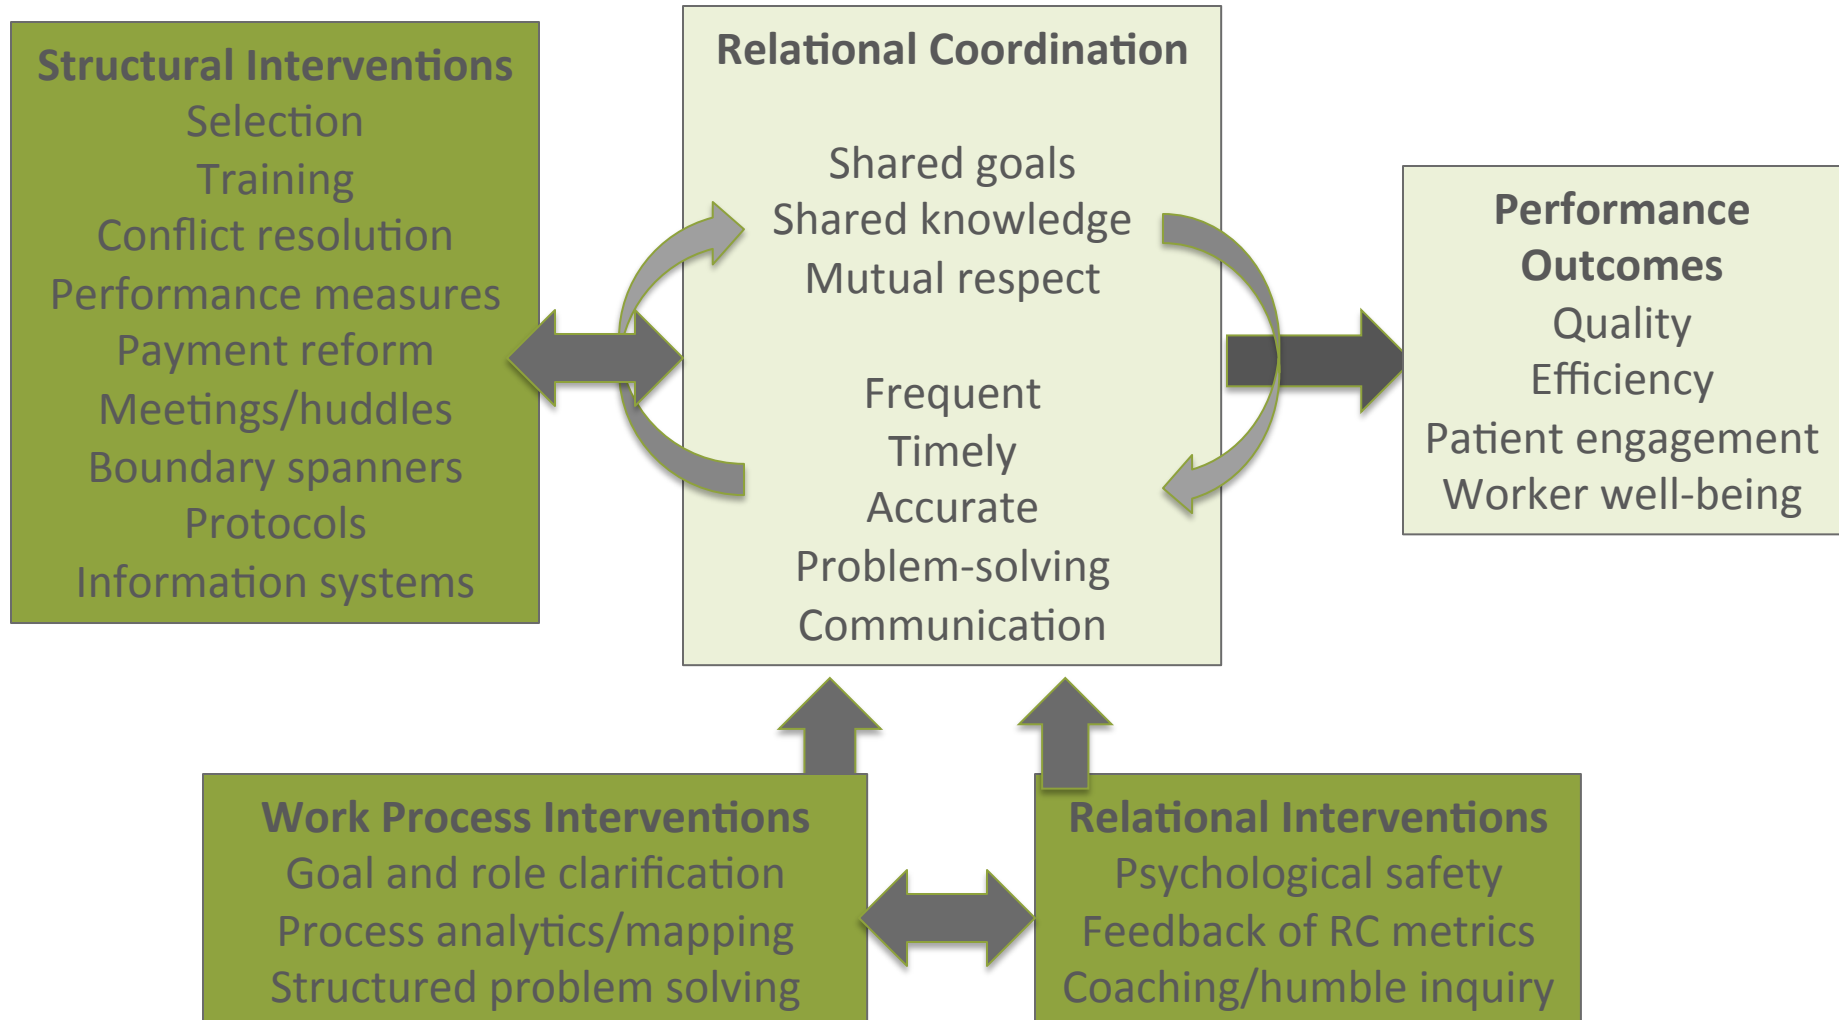 Structural Interventions
Selection
Training
Conflict resolution
Performance measures
Payment reform
Meetings/huddles
Boundary spanners
Protocols
Information systems
Relational Coordination
Shared goals
Shared knowledge
Mutual respect
Frequent
Timely
Accurate
Problem-solving
Communication
Performance
Outcomes
Quality
Efficiency
Patient engagement
Worker well-being
Work Process Interventions
Goal and role clarification
Process analytics/mapping
Structured problem solving
Relational Interventions
Psychological safety
Feedback of RC metrics
Coaching/humble inquiry